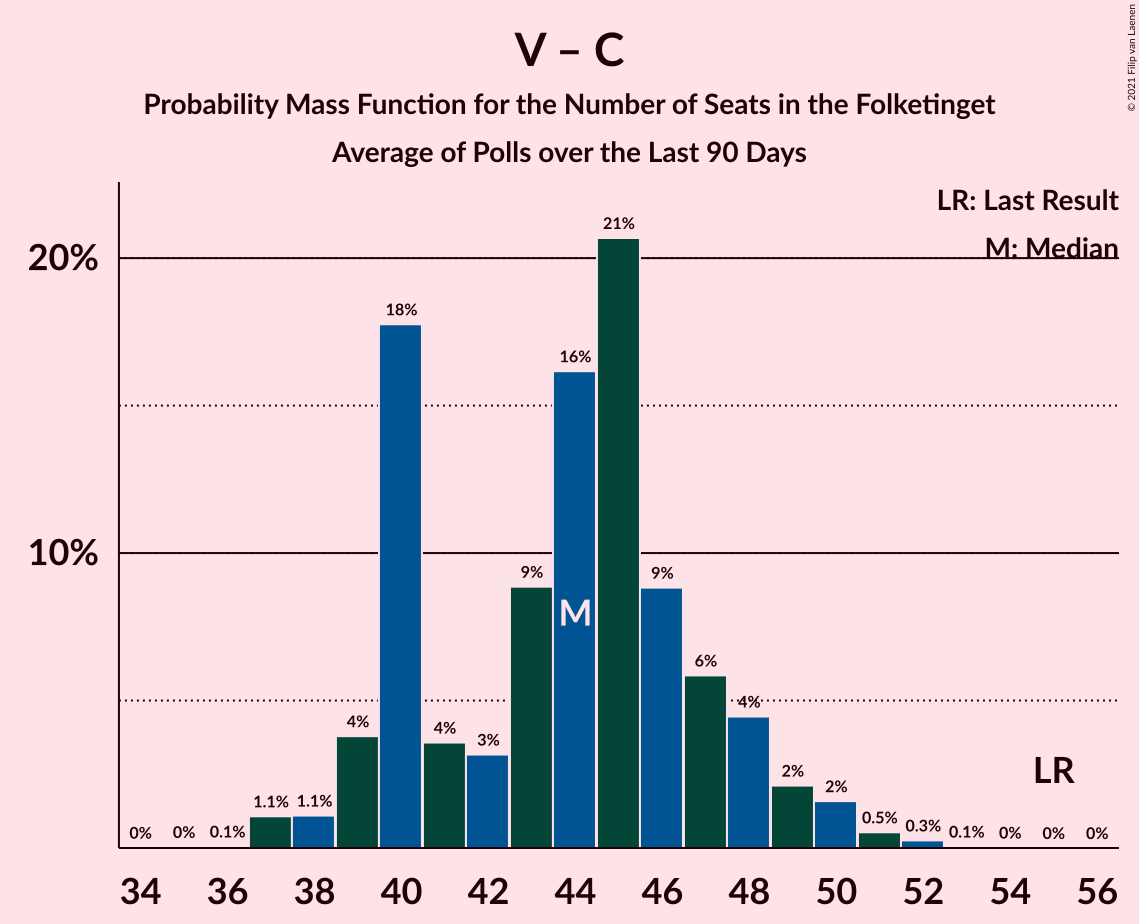 V – C
Probability Mass Function for the Number of Seats in the Folketinget
Average of Polls over the Last 90 Days
© 2021 Filip van Laenen
LR: Last Result
M: Median
20%
10%
0%
0%
0.1%
1.1%
1.1%
4%
18%
4%
3%
9%
16%
21%
9%
6%
4%
2%
2%
0.5%
0.3%
0.1%
0%
0%
0%
M
LR
34 36 38 40 42 44 46 48 50 52 54 56